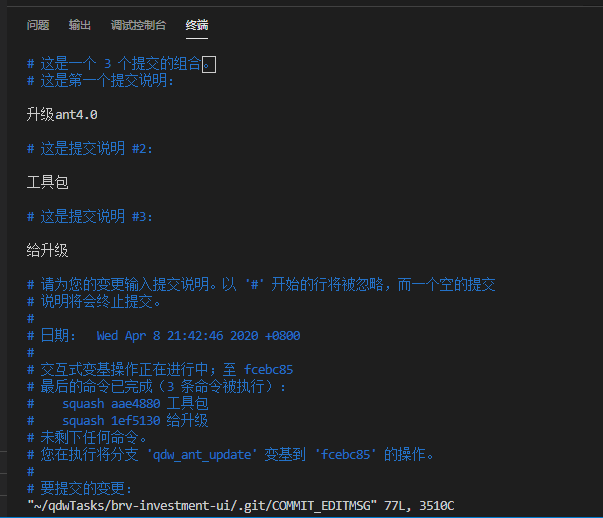 问题 输出 调试控制台 终端
# 这是一个 3 个提交的组合。
# 这是第一个提交说明：
升级ant4.0
# 这是提交说明 #2：
工具包
# 这是提交说明 #3：
给升级
# 请为您的变更输入提交说明。以 '#' 开始的行将被忽略，而一个空的提交
# 说明将会终止提交。
#
# 日期：  Wed Apr 8 21:42:46 2020 +0800
#
# 交互式变基操作正在进行中；至 fcebc85
# 最后的命令已完成（3 条命令被执行）：
#    squash aae4880 工具包
#    squash 1ef5130 给升级
# 未剩下任何命令。
# 您在执行将分支 'qdw_ant_update' 变基到 'fcebc85' 的操作。
#
# 要提交的变更：
"~/qdwTasks/brv-investment-ui/.git/COMMIT_EDITMSG" 77L, 3510C